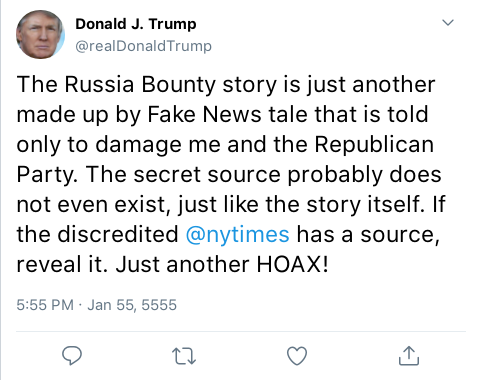 Donald J. Trump
@realDonaldTrump
The Russia Bounty story is just another
made up by Fake News tale that is told
only to damage me and the Republican
Party. The secret source probably does
not even exist, just like the story itself. If
the discredited @nytimes has a source,
reveal it. Just another HOAX!
5:55 PM · Jan 55, 5555